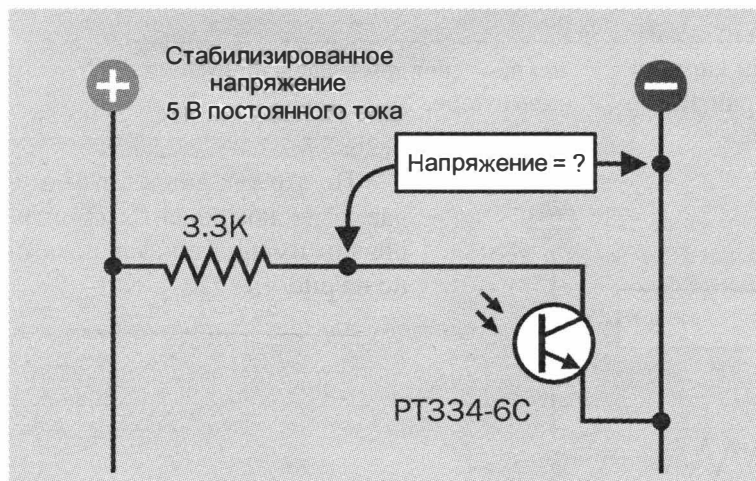 Стабилизированное
напряжение
5 В постоянного тока
Напряжение = ?
3.3K
PT334-6C